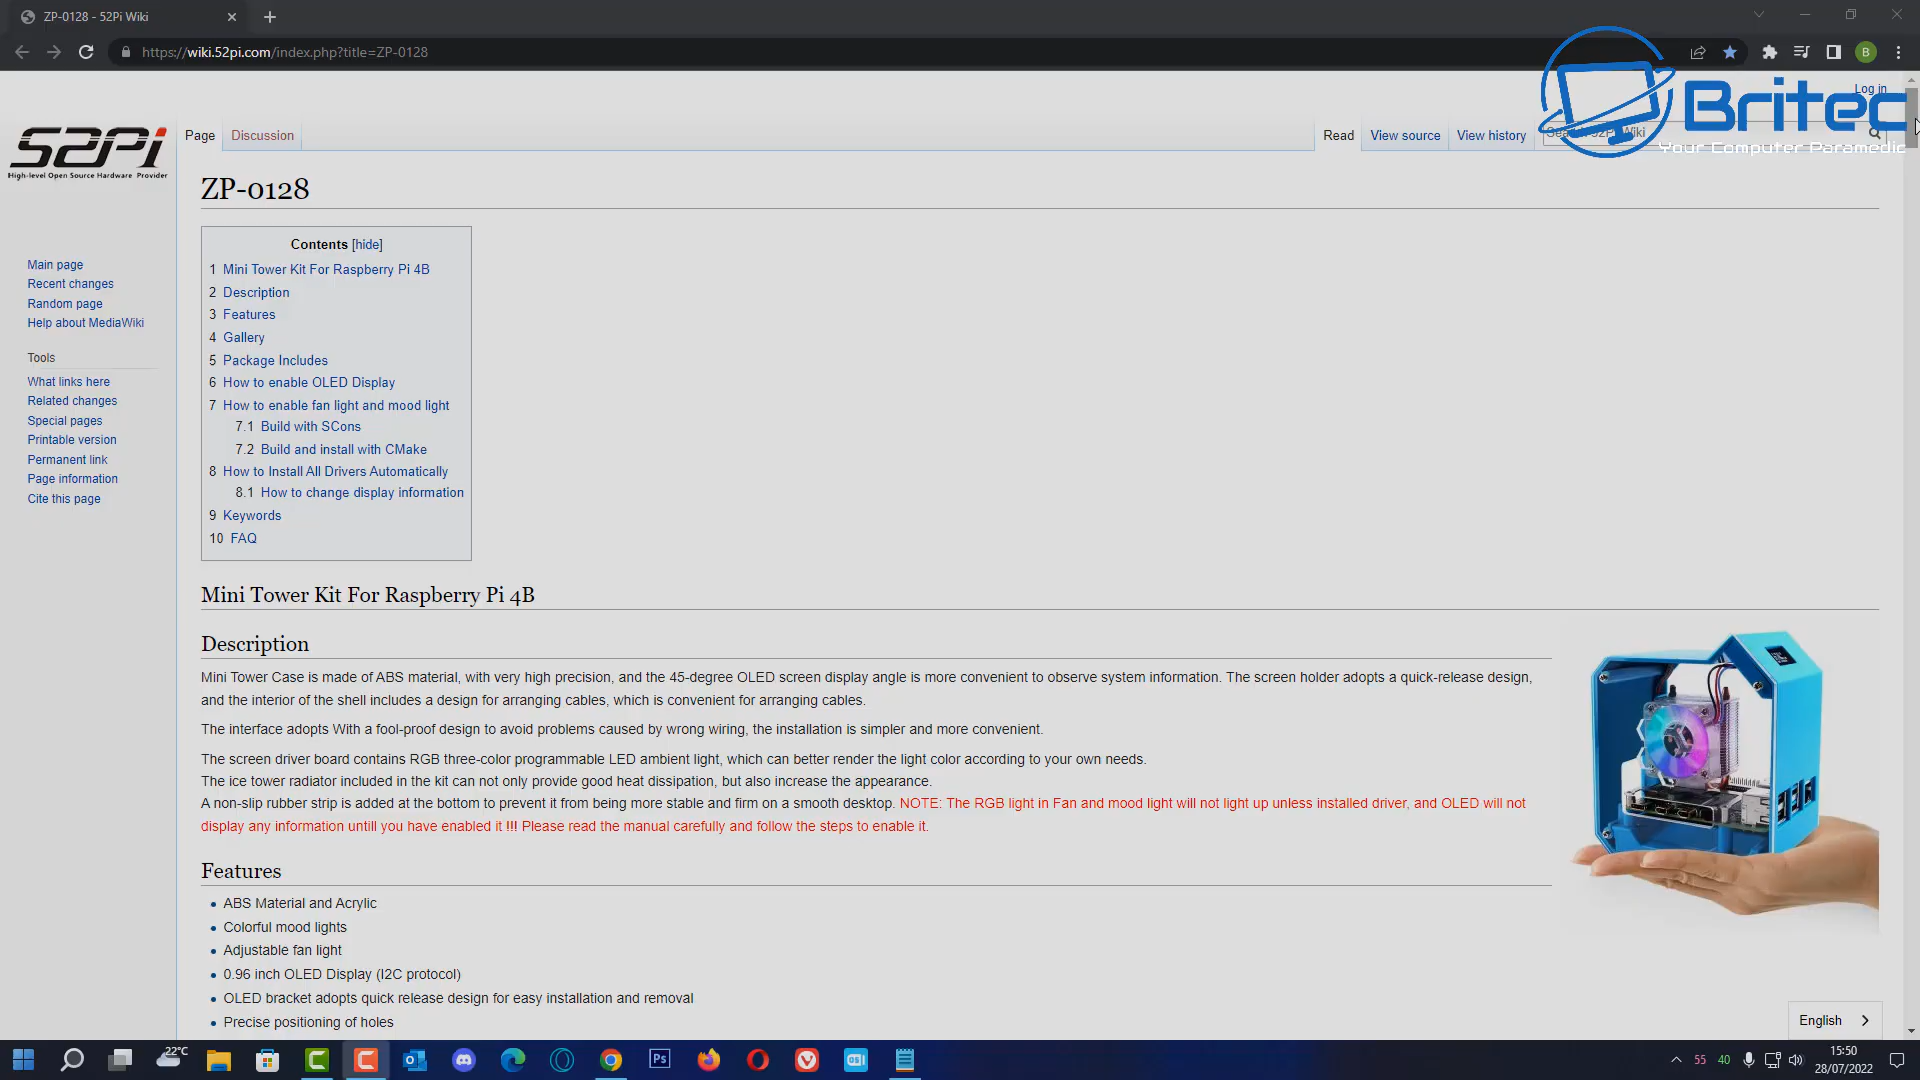 ZP-0128 - 52Pi Wiki
https://wiki.52pi.com/index.php?title=ZP-0128
B
Britec
Your Computer Paramedic
Log in
52Pi
High-level Open Source Hardware Provider
Page
Discussion
Read
View source
View history
Search 52Pi Wiki
ZP-0128
Contents [hide]
1 Mini Tower Kit For Raspberry Pi 4B
2 Description
3 Features
4 Gallery
5 Package Includes
6 How to enable OLED Display
7 How to enable fan light and mood light
7.1 Build with SCons
7.2 Build and install with CMake
8 How to Install All Drivers Automatically
8.1 How to change display information
9 Keywords
10 FAQ
Main page
Recent changes
Random page
Help about MediaWiki
Tools
What links here
Related changes
Special pages
Printable version
Permanent link
Page information
Cite this page
Mini Tower Kit For Raspberry Pi 4B
Description
Mini Tower Case is made of ABS material, with very high precision, and the 45-degree OLED screen display angle is more convenient to observe system information. The screen holder adopts a quick-release design,
and the interior of the shell includes a design for arranging cables, which is convenient for arranging cables.
The interface adopts With a fool-proof design to avoid problems caused by wrong wiring, the installation is simpler and more convenient.
The screen driver board contains RGB three-color programmable LED ambient light, which can better render the light color according to your own needs.
The ice tower radiator included in the kit can not only provide good heat dissipation, but also increase the appearance.
A non-slip rubber strip is added at the bottom to prevent it from being more stable and firm on a smooth desktop. NOTE: The RGB light in Fan and mood light will not light up unless installed driver, and OLED will not
display any information untill you have enabled it !!! Please read the manual carefully and follow the steps to enable it.
Features
ABS Material and Acrylic
Colorful mood lights
Adjustable fan light
0.96 inch OLED Display (I2C protocol)
OLED bracket adopts quick release design for easy installation and removal
Precise positioning of holes
English
22°C
Ps
55 40
15:50
28/07/2022